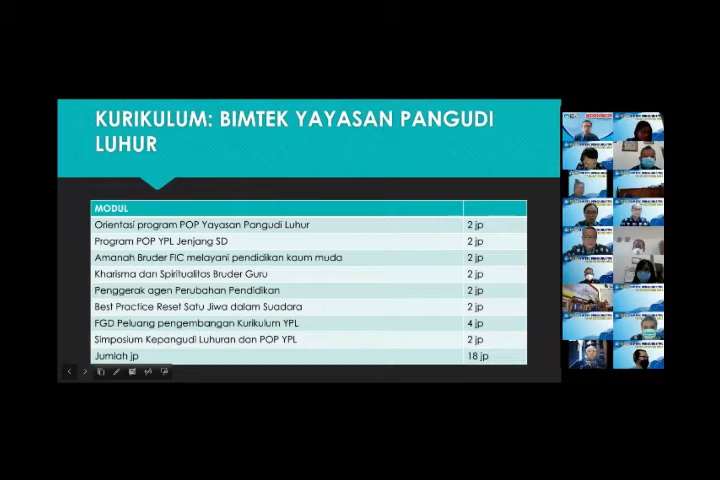 KURIKULUM: BIMTEK YAYASAN PANGUDI
LUHUR
MODUL
Orientasi program POP Yayasan Pangudi Luhur 2 jp
Program POP YPL Jenjang SD 2 jp
Amanah Bruder FIC melayani pendidikan kaum muda 2 jp
Kharisma dan Spiritualitas Bruder Guru 2 jp
Penggerak agen Perubahan Pendidikan 2 jp
Best Practice Reset Satu Jiwa dalam Suadara 2 jp
FGD Peluang pengembangan Kurikulum YPL 4 jp
Simposium Kepangudi Luhuran dan POP YPL 2 jp
Jumlah jp 18 jp